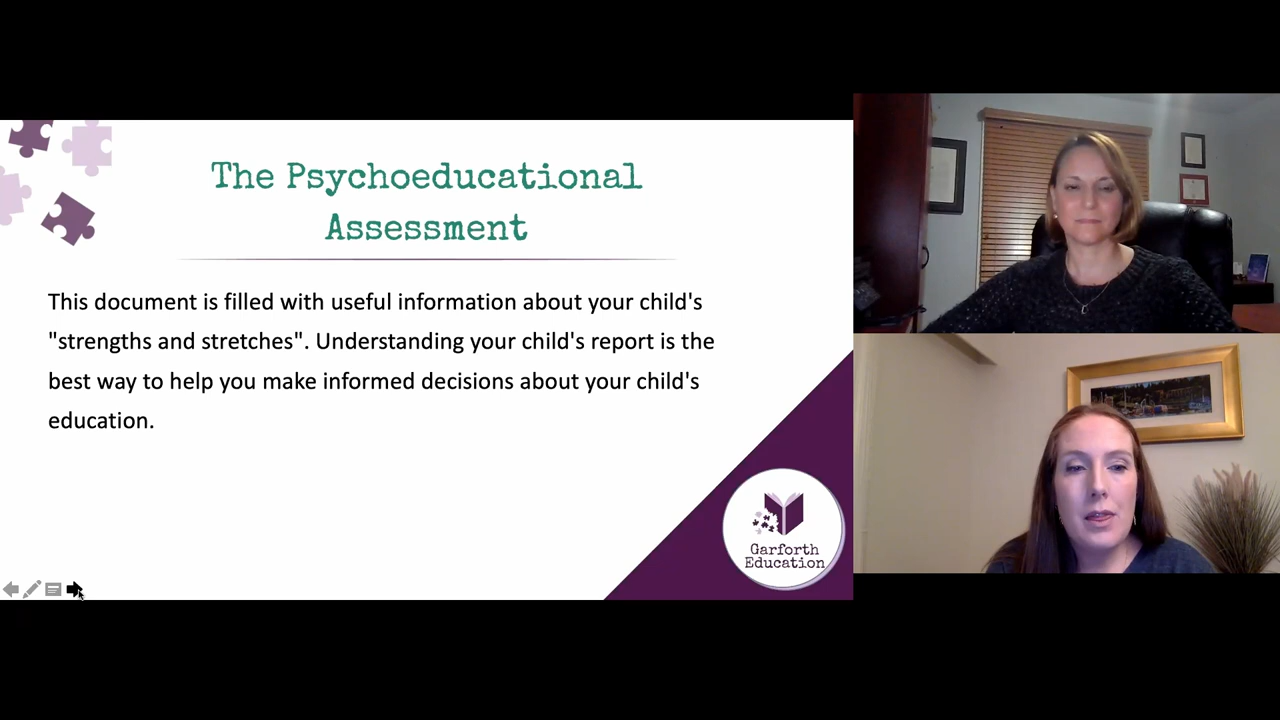 The Psychoeducational
Assessment
This document is filled with useful information about your child's
"strengths and stretches". Understanding your child's report is the
best way to help you make informed decisions about your child's
education.
Garforth
Education